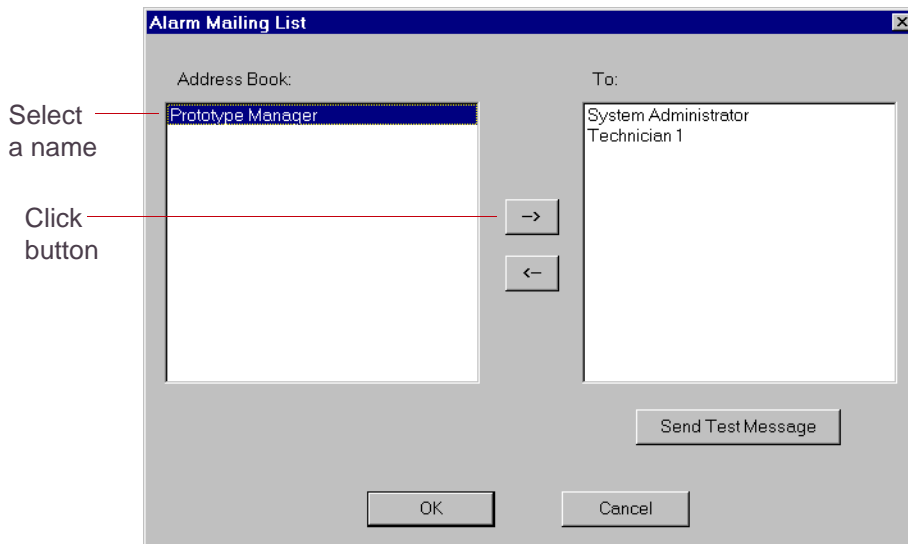 Alarm Mailing List
Address Book:
To:
Select
a name
Prototype Manager
System Administrator
Technician 1
Click
button
–>
<–
Send Test Message
OK
Cancel